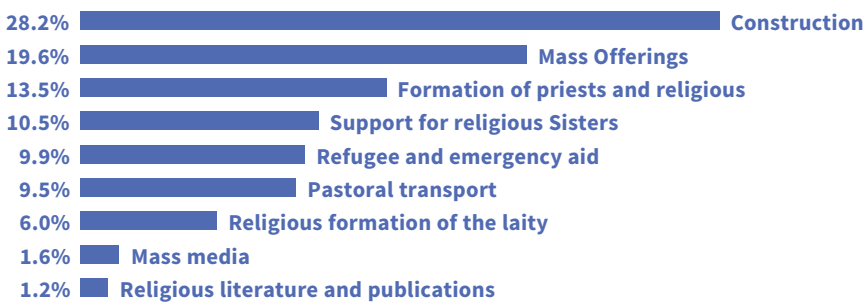 28.2% Construction
19.6% Mass Offerings
13.5% Formation of priests and religious
10.5% Support for religious Sisters
9.9% Refugee and emergency aid
9.5% Pastoral transport
6.0% Religious formation of the laity
1.6% Mass media
1.2% Religious literature and publications